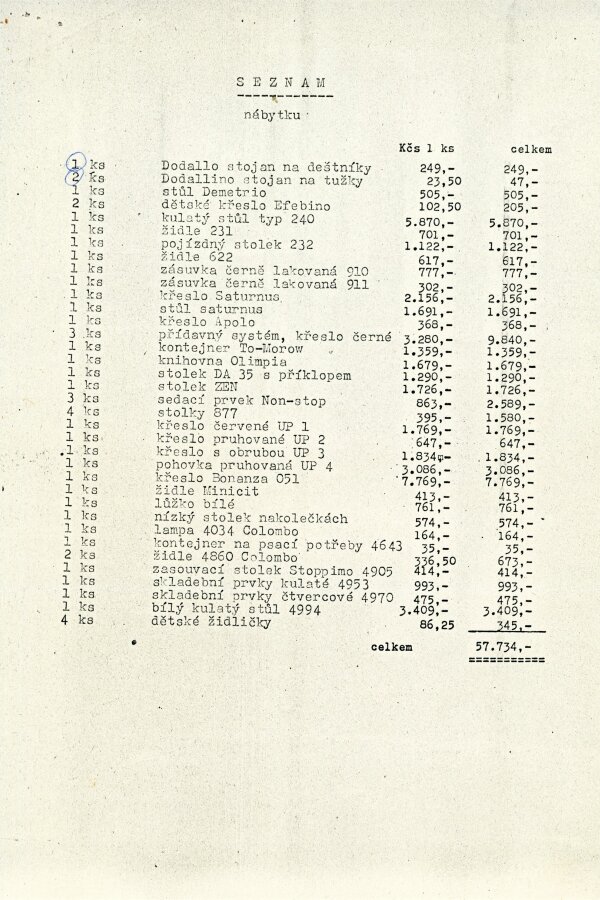 S E Z N A M
nábytku
Kčs 1 ks celkem
1 ks Dodallo stojan na deštníky 249,- 249,-
2 ks Dodallino stojan na tužky 23,50 47,-
1 ks stůl Demetrio 505,- 505,-
2 ks dětské křeslo Efebino 102,50 205,-
1 ks kulatý stůl typ 240 5.870,- 5.870,-
1 ks židle 231 701,- 701,-
1 ks pojízdný stolek 232 1.122,- 1.122,-
1 ks židle 622 617,- 617,-
1 ks zásuvka černě lakovaná 910 777,- 777,-
1 ks zásuvka černě lakovaná 911 302,- 302,-
1 ks křeslo Saturnus 2.156,- 2.156,-
1 ks stůl saturnus 1.691,- 1.691,-
1 ks křeslo Apolo 368,- 368,-
3 ks přídavný systém, křeslo černé 3.280,- 9.840,-
1 ks kontejner To-Morow 1.359,- 1.359,-
1 ks knihovna Olimpia 1.679,- 1.679,-
1 ks stolek DA 35 s příklopem 1.290,- 1.290,-
1 ks stolek ZEN 1.726,- 1.726,-
3 ks sedací prvek Non-stop 863,- 2.589,-
4 ks stolky 877 395,- 1.580,-
1 ks křeslo červené UP 1 1.769,- 1.769,-
1 ks křeslo pruhované UP 2 647,- 647,-
1 ks křeslo s obrubou UP 3 1.834,- 1.834,-
1 ks pohovka pruhovaná UP 4 3.086,- 3.086,-
1 ks křeslo Bonanza 051 7.769,- 7.769,-
1 ks židle Minicit 413,- 413,-
1 ks lůžko bílé 761,- 761,-
1 ks nízký stolek nakolečkách 574,- 574,-
1 ks lampa 4034 Colombo 164,- 164,-
1 ks kontejner na psací potřeby 4643 35,- 35,-
2 ks židle 4860 Colombo 336,50 673,-
1 ks zasouvací stolek Stoppimo 4905 414,- 414,-
1 ks skladební prvky kulaté 4953 993,- 993,-
1 ks skladební prvky čtvercové 4970 475,- 475,-
1 ks bílý kulatý stůl 4994 3.409,- 3.409,-
4 ks dětské židličky 86,25 345,-
celkem 57.734,-